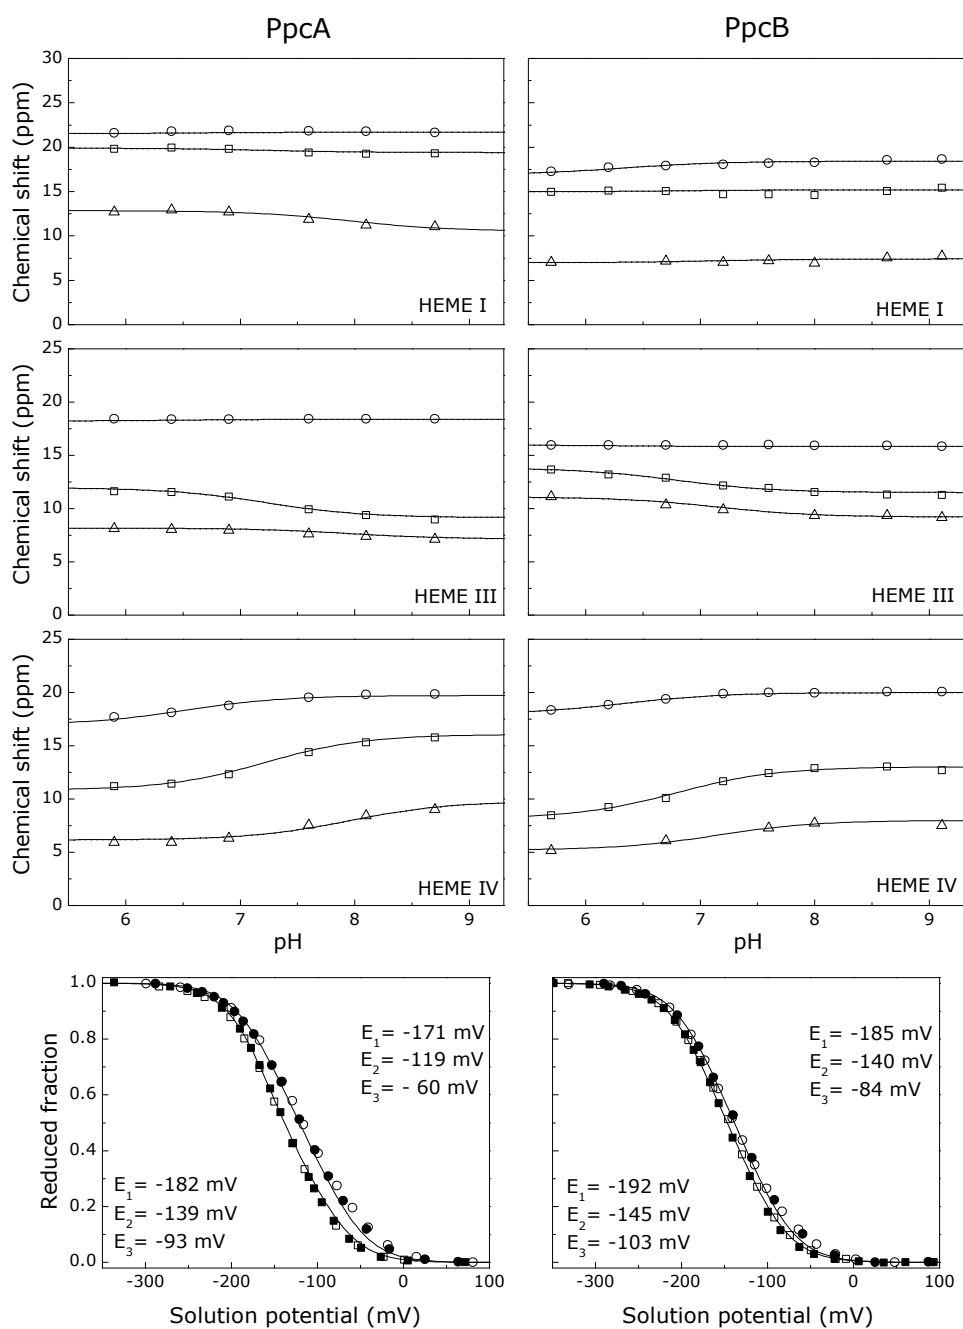 PpcA
PpcB
Chemical shift (ppm)
30
25
20
15
10
5
0
HEME I
HEME I
Chemical shift (ppm)
25
20
15
10
5
0
HEME III
HEME III
Chemical shift (ppm)
25
20
15
10
5
0
HEME IV
HEME IV
6 7 8 9
6 7 8 9
pH
pH
Reduced fraction
1.0
0.8
0.6
0.4
0.2
0.0
E1= -171 mV
E2= -119 mV
E3= - 60 mV
E1= -182 mV
E2= -139 mV
E3= -93 mV
E1= -185 mV
E2= -140 mV
E3= -84 mV
E1= -192 mV
E2= -145 mV
E3= -103 mV
-300 -200 -100 0 100
-300 -200 -100 0 100
Solution potential (mV)
Solution potential (mV)